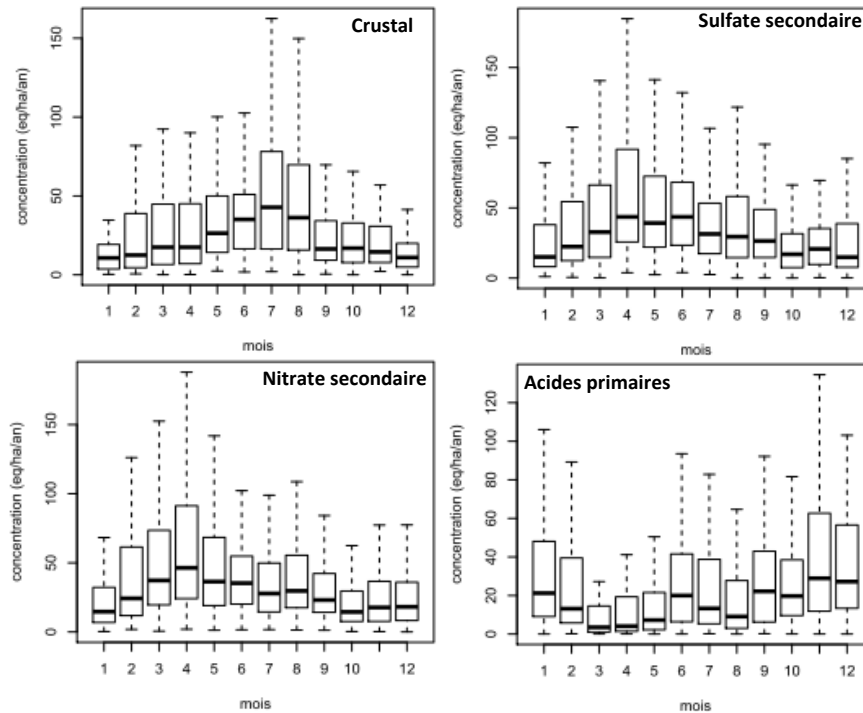 Crustal
concentration (eq/ha/an)
150
100
50
0
1 2 3 4 5 6 7 8 9 10 12
mois
Sulfate secondaire
concentration (eq/ha/an)
150
100
50
0
1 2 3 4 5 6 7 8 9 10 12
mois
Nitrate secondaire
concentration (eq/ha/an)
150
100
50
0
1 2 3 4 5 6 7 8 9 10 12
mois
Acides primaires
concentration (eq/ha/an)
120
100
80
60
40
20
0
1 2 3 4 5 6 7 8 9 10 12
mois